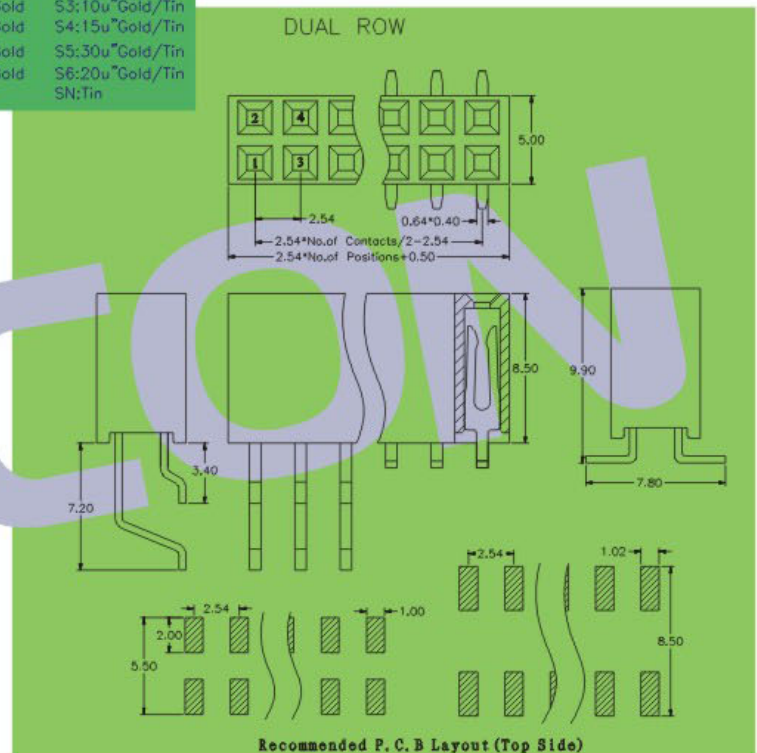 old S3:10u"Gold/Tin
old S4:15u"Gold/Tin
old S5:30u"Gold/Tin
old S6:20u"Gold/Tin
SN:Tin
DUAL ROW
2 4
1 3
5.00
2.54
0.64*0.40
2.54*No.of Contacts/2-2.54
2.54*No.of Positions+0.50
8.50
9.90
3.40
7.20
7.80
2.54
1.02
2.54
1.00
2.00
5.50
8.50
Recommended P.C.B Layout(Top Side)
CON